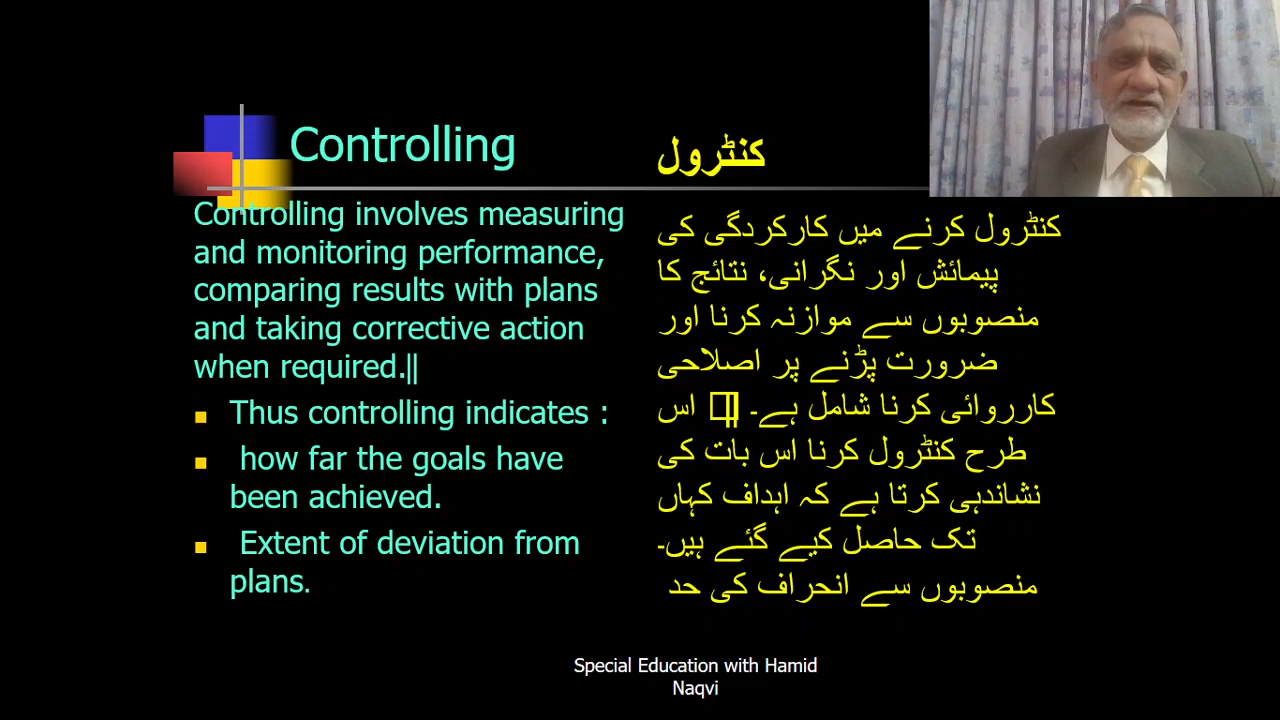 Controlling
Controlling involves measuring
and monitoring performance,
comparing results with plans
and taking corrective action
when required.‖
Thus controlling indicates :
how far the goals have
been achieved.
Extent of deviation from
plans.
کنٹرول
کنٹرول کرنے میں کارکردگی کی
پیمائش اور نگرانی، نتائج کا
منصوبوں سے موازنہ کرنا اور
ضرورت پڑنے پر اصلاحی
کارروائی کرنا شامل ہے۔ ‖ اس
طرح کنٹرول کرنا اس بات کی
نشاندہی کرتا ہے کہ اہداف کہاں
تک حاصل کیے گئے ہیں۔
منصوبوں سے انحراف کی حد
Special Education with Hamid
Naqvi